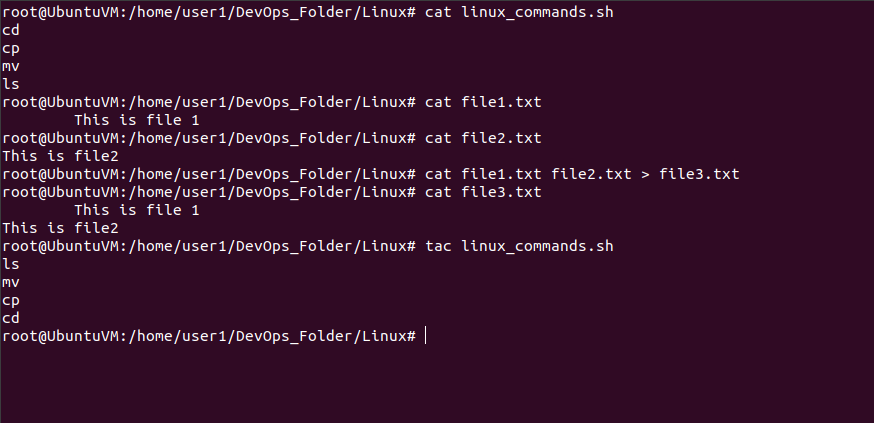 root@UbuntuVM:/home/user1/DevOps_Folder/Linux# cat linux_commands.sh
cd
cp
mv
ls
root@UbuntuVM:/home/user1/DevOps_Folder/Linux# cat file1.txt
        This is file 1
root@UbuntuVM:/home/user1/DevOps_Folder/Linux# cat file2.txt
This is file2
root@UbuntuVM:/home/user1/DevOps_Folder/Linux# cat file1.txt file2.txt > file3.txt
root@UbuntuVM:/home/user1/DevOps_Folder/Linux# cat file3.txt
        This is file 1
This is file2
root@UbuntuVM:/home/user1/DevOps_Folder/Linux# tac linux_commands.sh
ls
mv
cp
cd
root@UbuntuVM:/home/user1/DevOps_Folder/Linux#